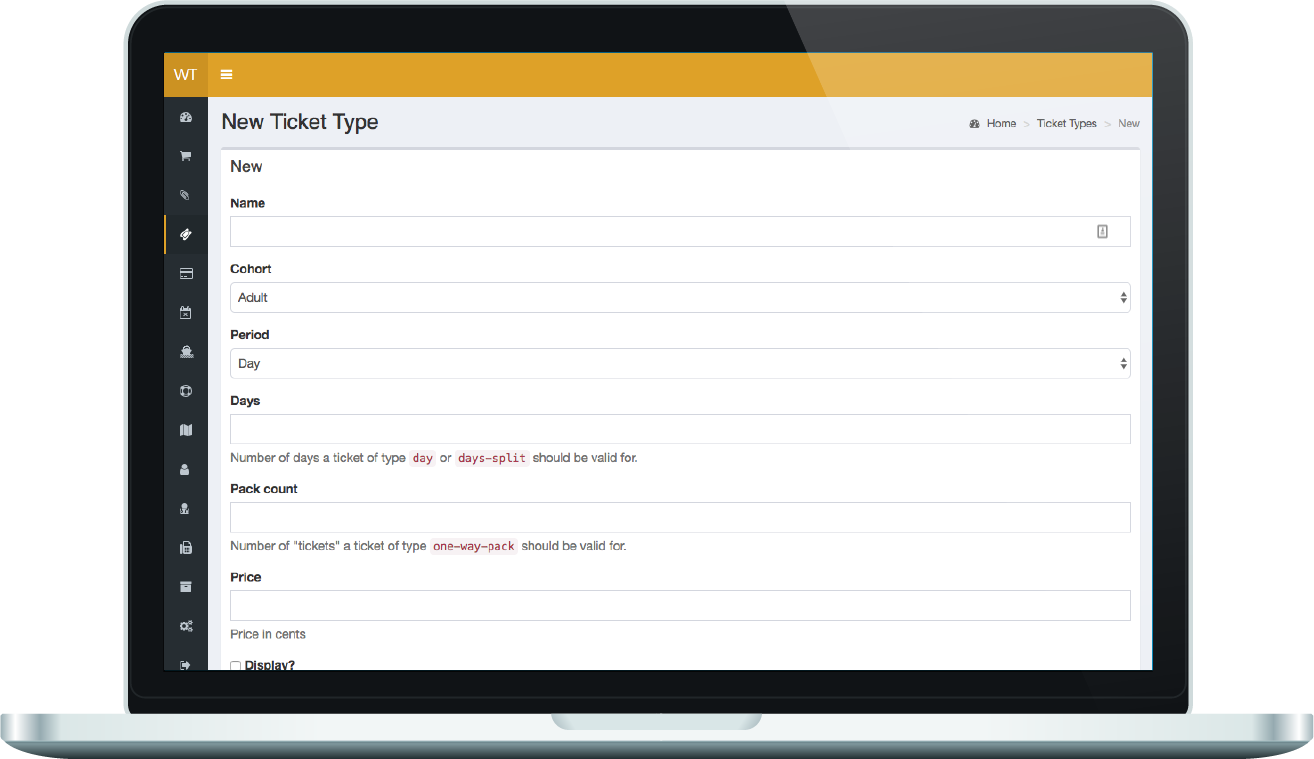 WT
New Ticket Type
Home > Ticket Types > New
New
Name
Cohort
Adult
Period
Day
Days
Number of days a ticket of type day or days-split should be valid for.
Pack count
Number of "tickets" a ticket of type one-way-pack should be valid for.
Price
Price in cents
Display?